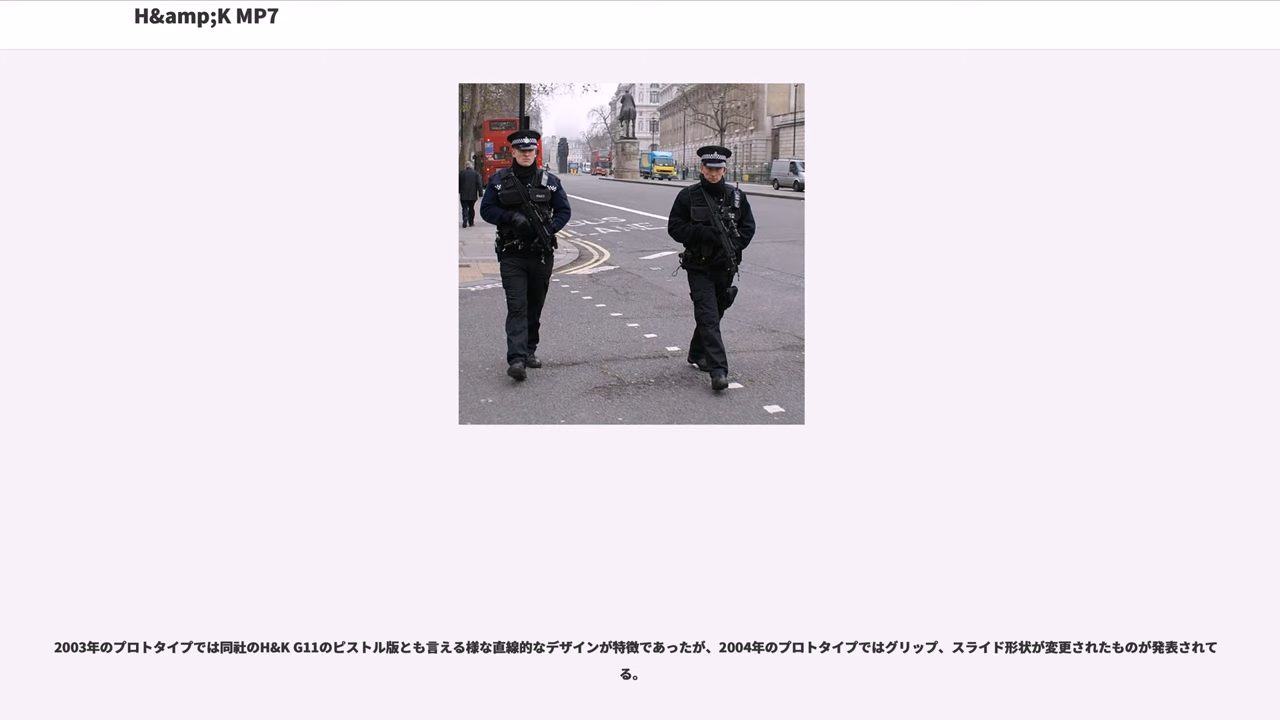 H&amp;K MP7
BUS
LANE
2003年のプロトタイプでは同社のH&K G11のピストル版とも言える様な直線的なデザインが特徴であったが、2004年のプロトタイプではグリップ、スライド形状が変更されたものが発表されて
る。